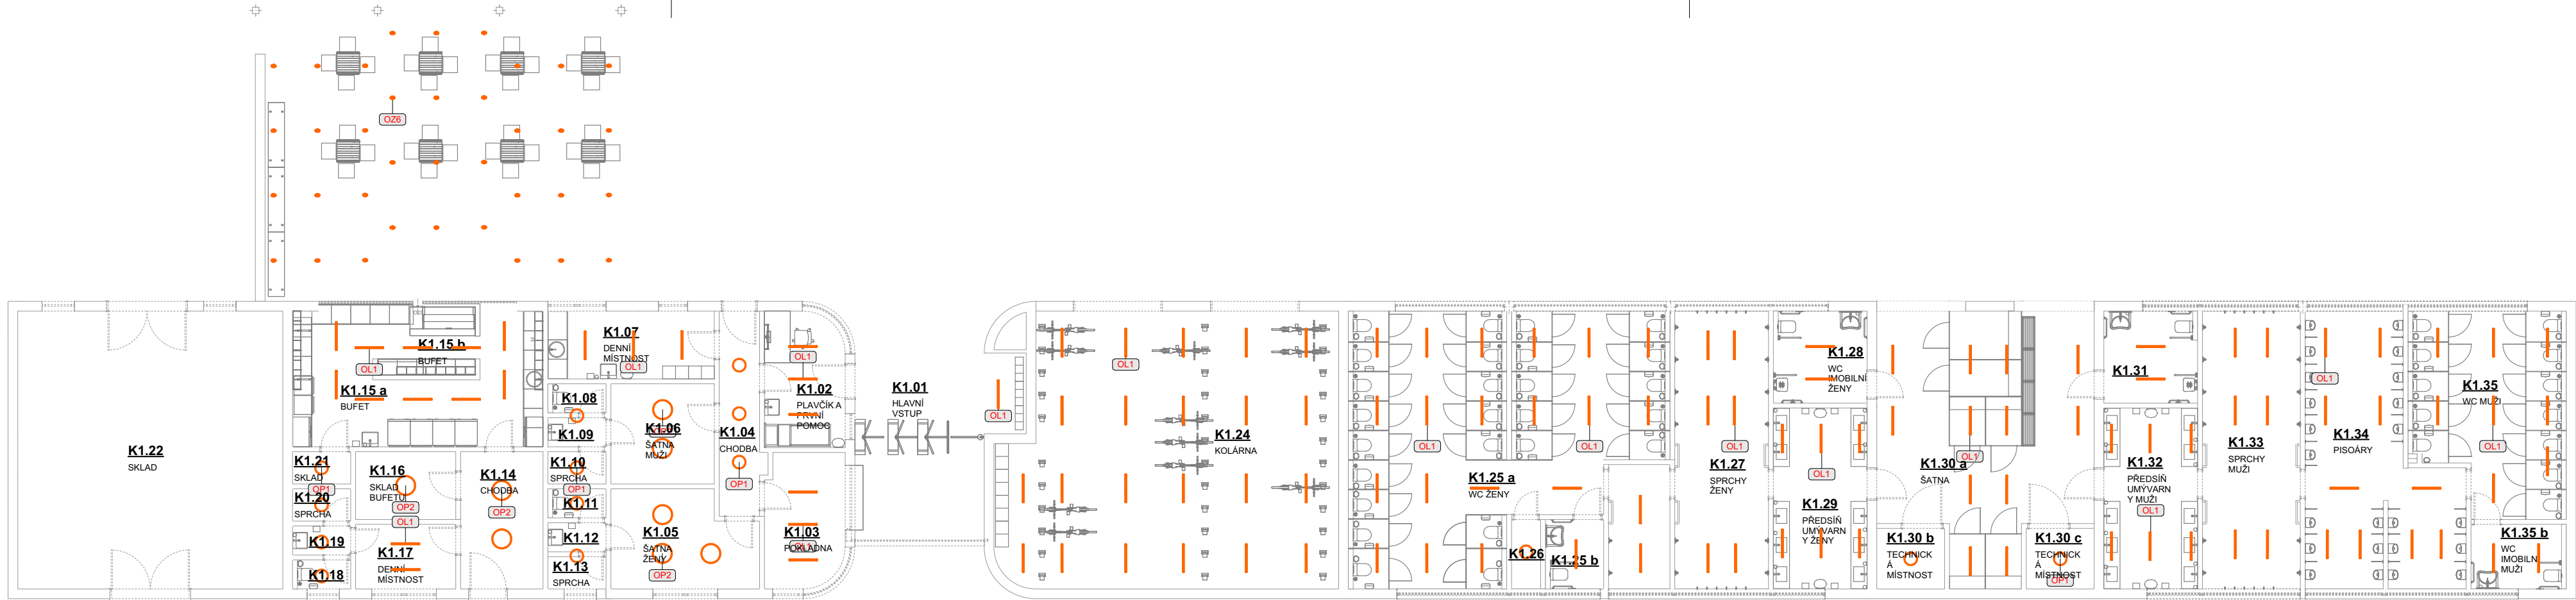 OZ6
K1.22
SKLAD
K1.15 b
BUFET
OL1
K1.15 a
BUFET
K1.21
SKLAD
OP1
K1.20
SPRCHA
K1.19
K1.18
K1.16
SKLAD
BUFETU
OP2
OL1
K1.17
DENNÍ
MÍSTNOST
K1.14
CHODBA
OP2
K1.07
DENNÍ
MÍSTNOST
OL1
K1.08
K1.09
K1.10
SPRCHA
OP1
K1.11
K1.12
K1.13
SPRCHA
K1.06
ŠATNA
MUŽI
K1.05
ŠATNA
ŽENY
OP2
K1.04
CHODBA
OP1
OL1
K1.02
PLAVČÍK A
PRVNÍ
POMOC
K1.03
POKLADNA
K1.01
HLAVNÍ
VSTUP
OL1
OL1
K1.24
KOLÁRNA
OL1
K1.25 a
WC ŽENY
OL1
K1.26
K1.25 b
OL1
K1.27
SPRCHY
ŽENY
K1.28
WC
IMOBILNÍ
ŽENY
OL1
K1.29
PŘEDSÍŇ
UMÝVARN
Y ŽENY
OL1
K1.30 a
ŠATNA
K1.30 b
TECHNICK
Á
MÍSTNOST
K1.30 c
TECHNICK
Á
MÍSTNOST
OP1
K1.31
K1.32
PŘEDSÍŇ
UMÝVARN
Y MUŽI
OL1
K1.33
SPRCHY
MUŽI
OL1
K1.34
PISOÁRY
K1.35
WC MUŽI
OL1
K1.35 b
WC
IMOBILN
MUŽI